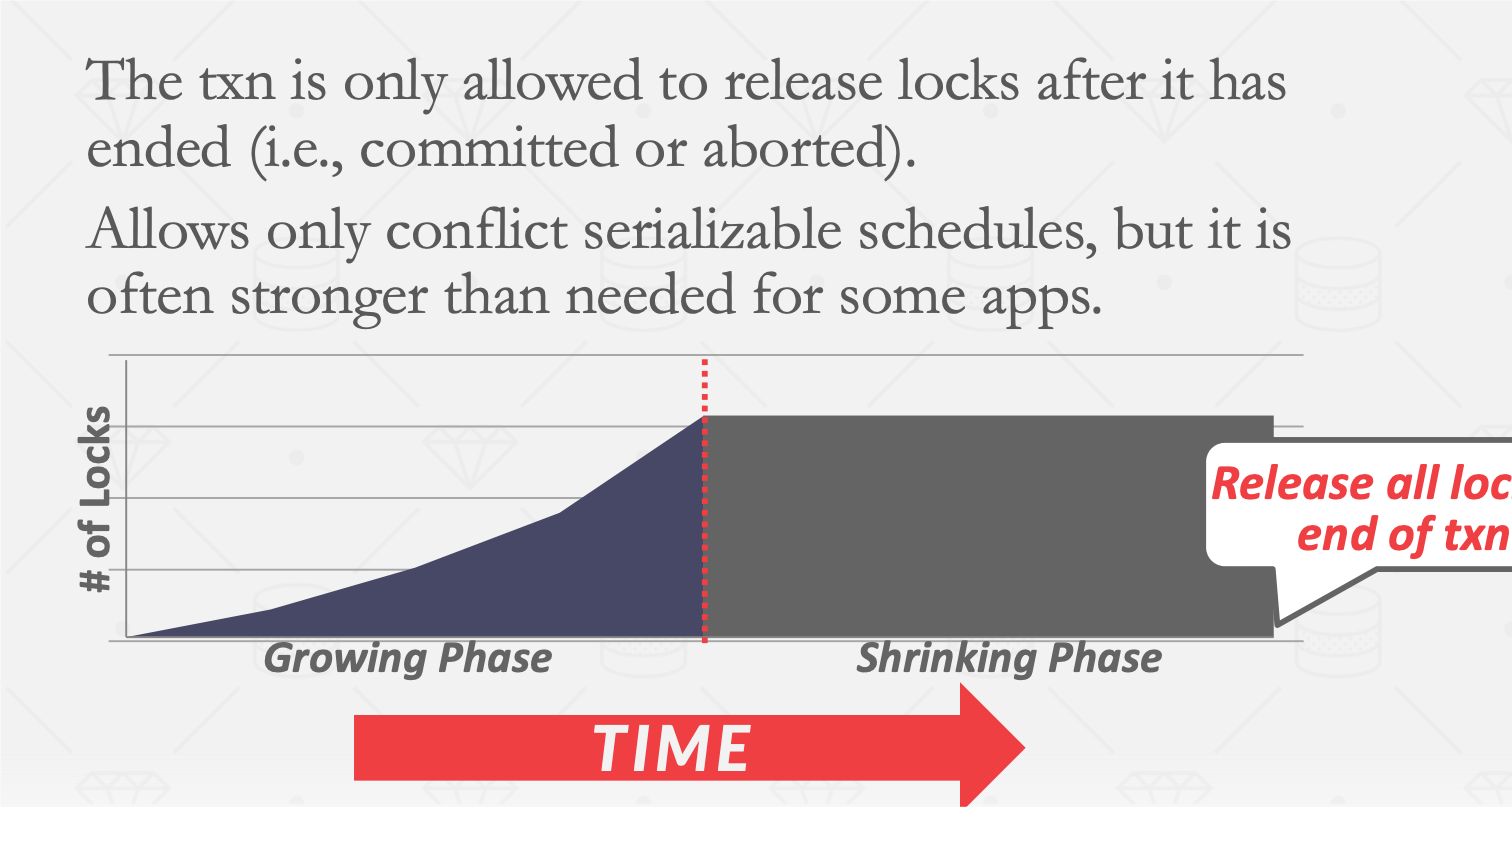 The txn is only allowed to release locks after it has
ended (i.e., committed or aborted).
Allows only conflict serializable schedules, but it is
often stronger than needed for some apps.
# of Locks
Release all
end of txn
Growing Phase
Shrinking Phase
TIME